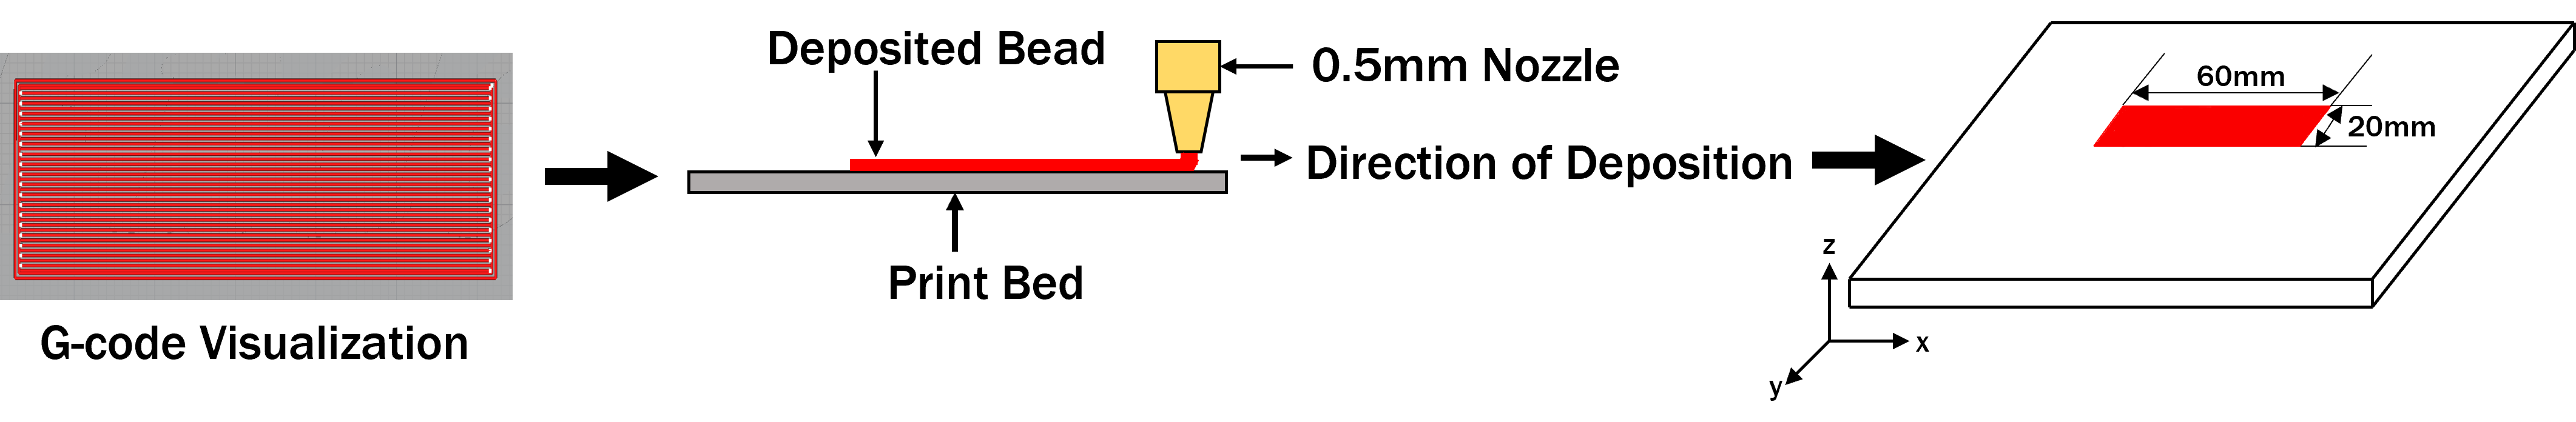 G-code Visualization
Deposited Bead
0.5mm Nozzle
Direction of Deposition
Print Bed
60mm
20mm
z
x
y